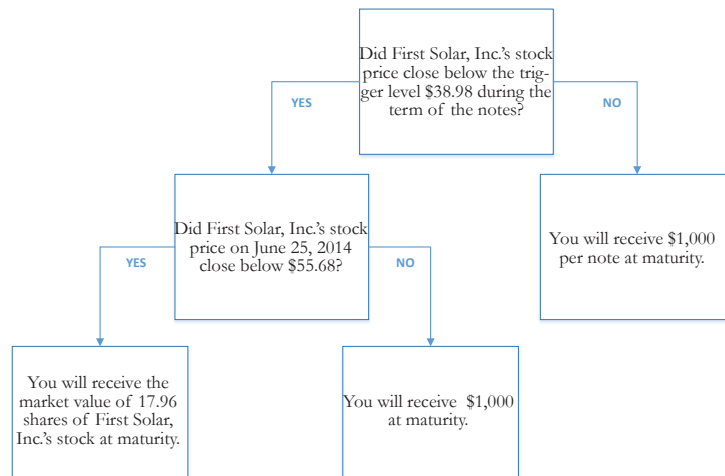 Did First Solar, Inc.'s stock
price close below the trig-
ger level $38.98 during the
term of the notes?
YES
NO
Did First Solar, Inc.'s stock
price on June 25, 2014
close below $55.68?
You will receive $1,000
per note at maturity.
YES
NO
You will receive the
market value of 17.96
shares of First Solar,
Inc.'s stock at maturity.
You will receive $1,000
at maturity.